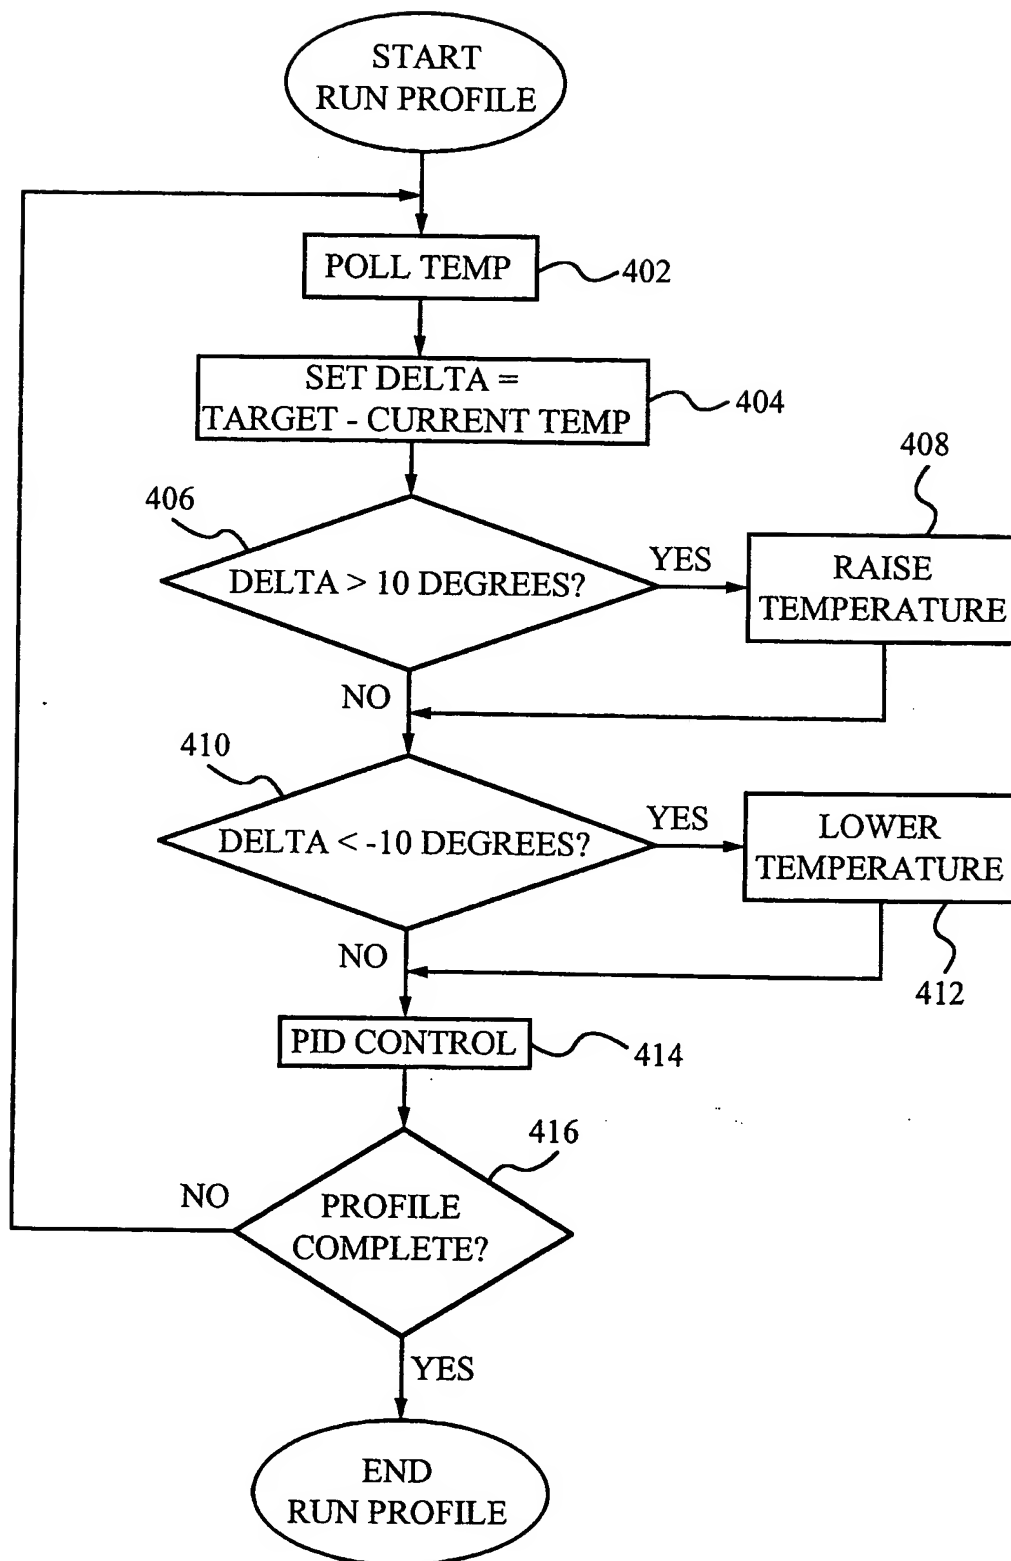 START
RUN PROFILE
POLL TEMP
402
SET DELTA =
TARGET - CURRENT TEMP
404
408
406
DELTA > 10 DEGREES?
YES
RAISE
TEMPERATURE
NO
410
DELTA < -10 DEGREES?
YES
LOWER
TEMPERATURE
NO
412
PID CONTROL
414
416
NO
PROFILE
COMPLETE?
YES
END
RUN PROFILE